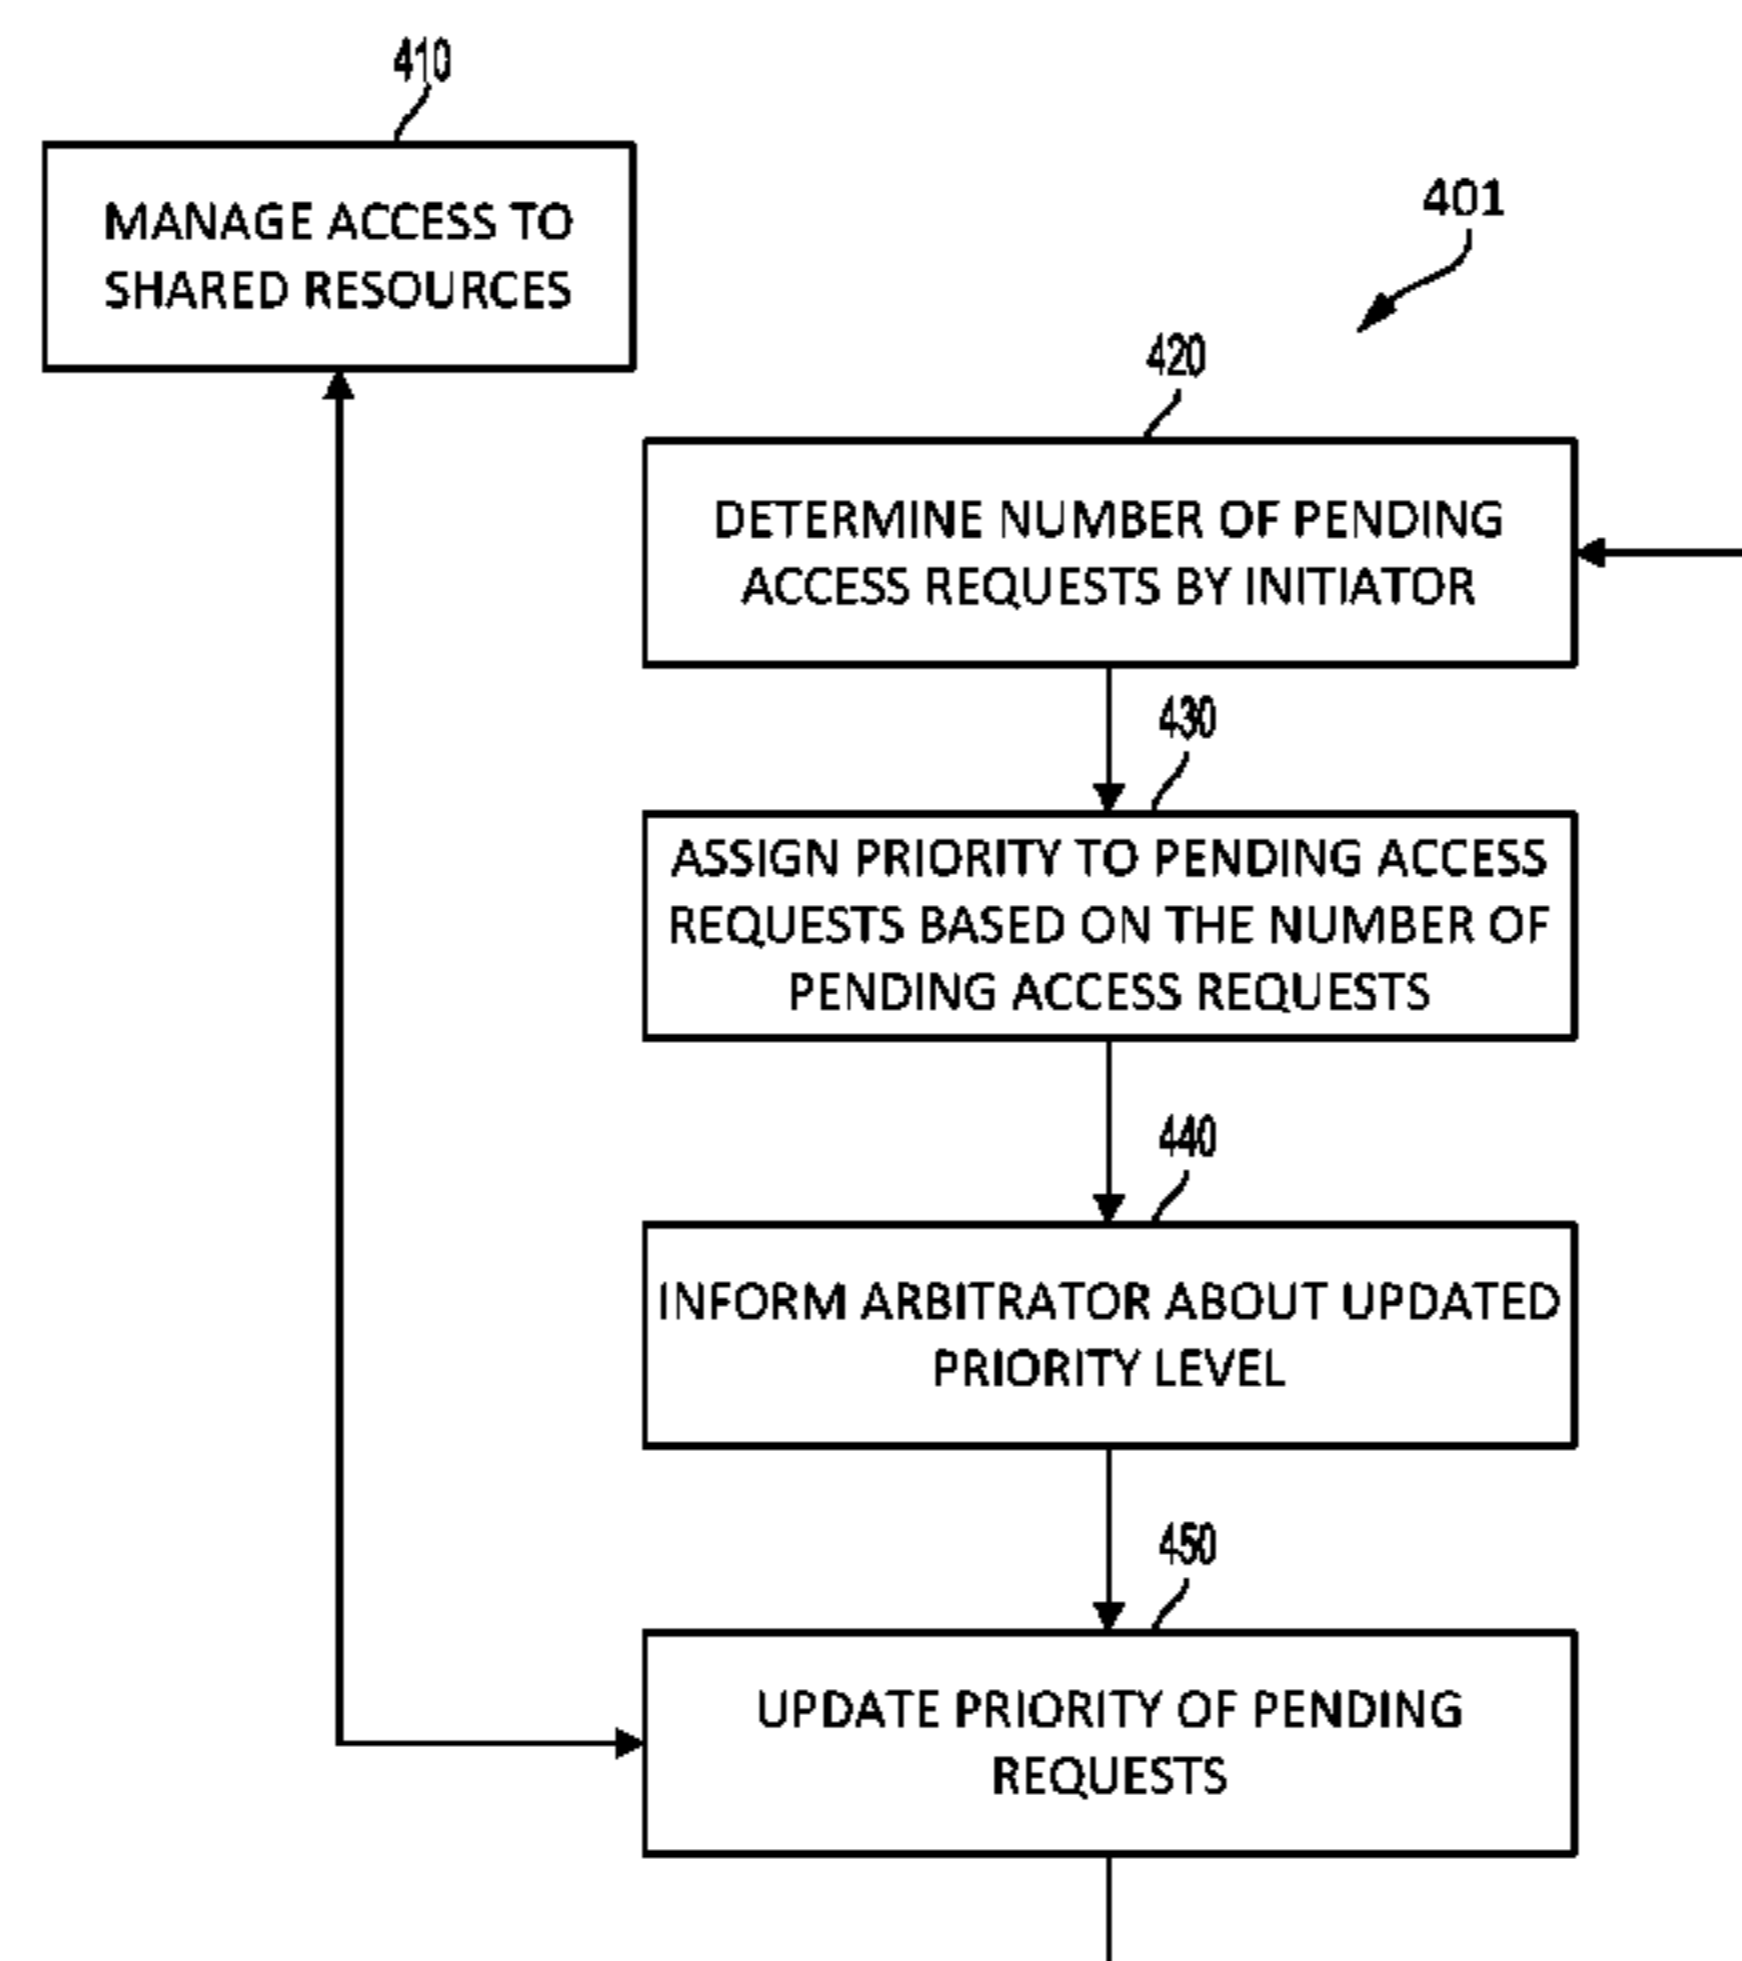 410
MANAGE ACCESS TO
SHARED RESOURCES
401
420
DETERMINE NUMBER OF PENDING
ACCESS REQUESTS BY INITIATOR
430
ASSIGN PRIORITY TO PENDING ACCESS
REQUESTS BASED ON THE NUMBER OF
PENDING ACCESS REQUESTS
440
INFORM ARBITRATOR ABOUT UPDATED
PRIORITY LEVEL
450
UPDATE PRIORITY OF PENDING
REQUESTS